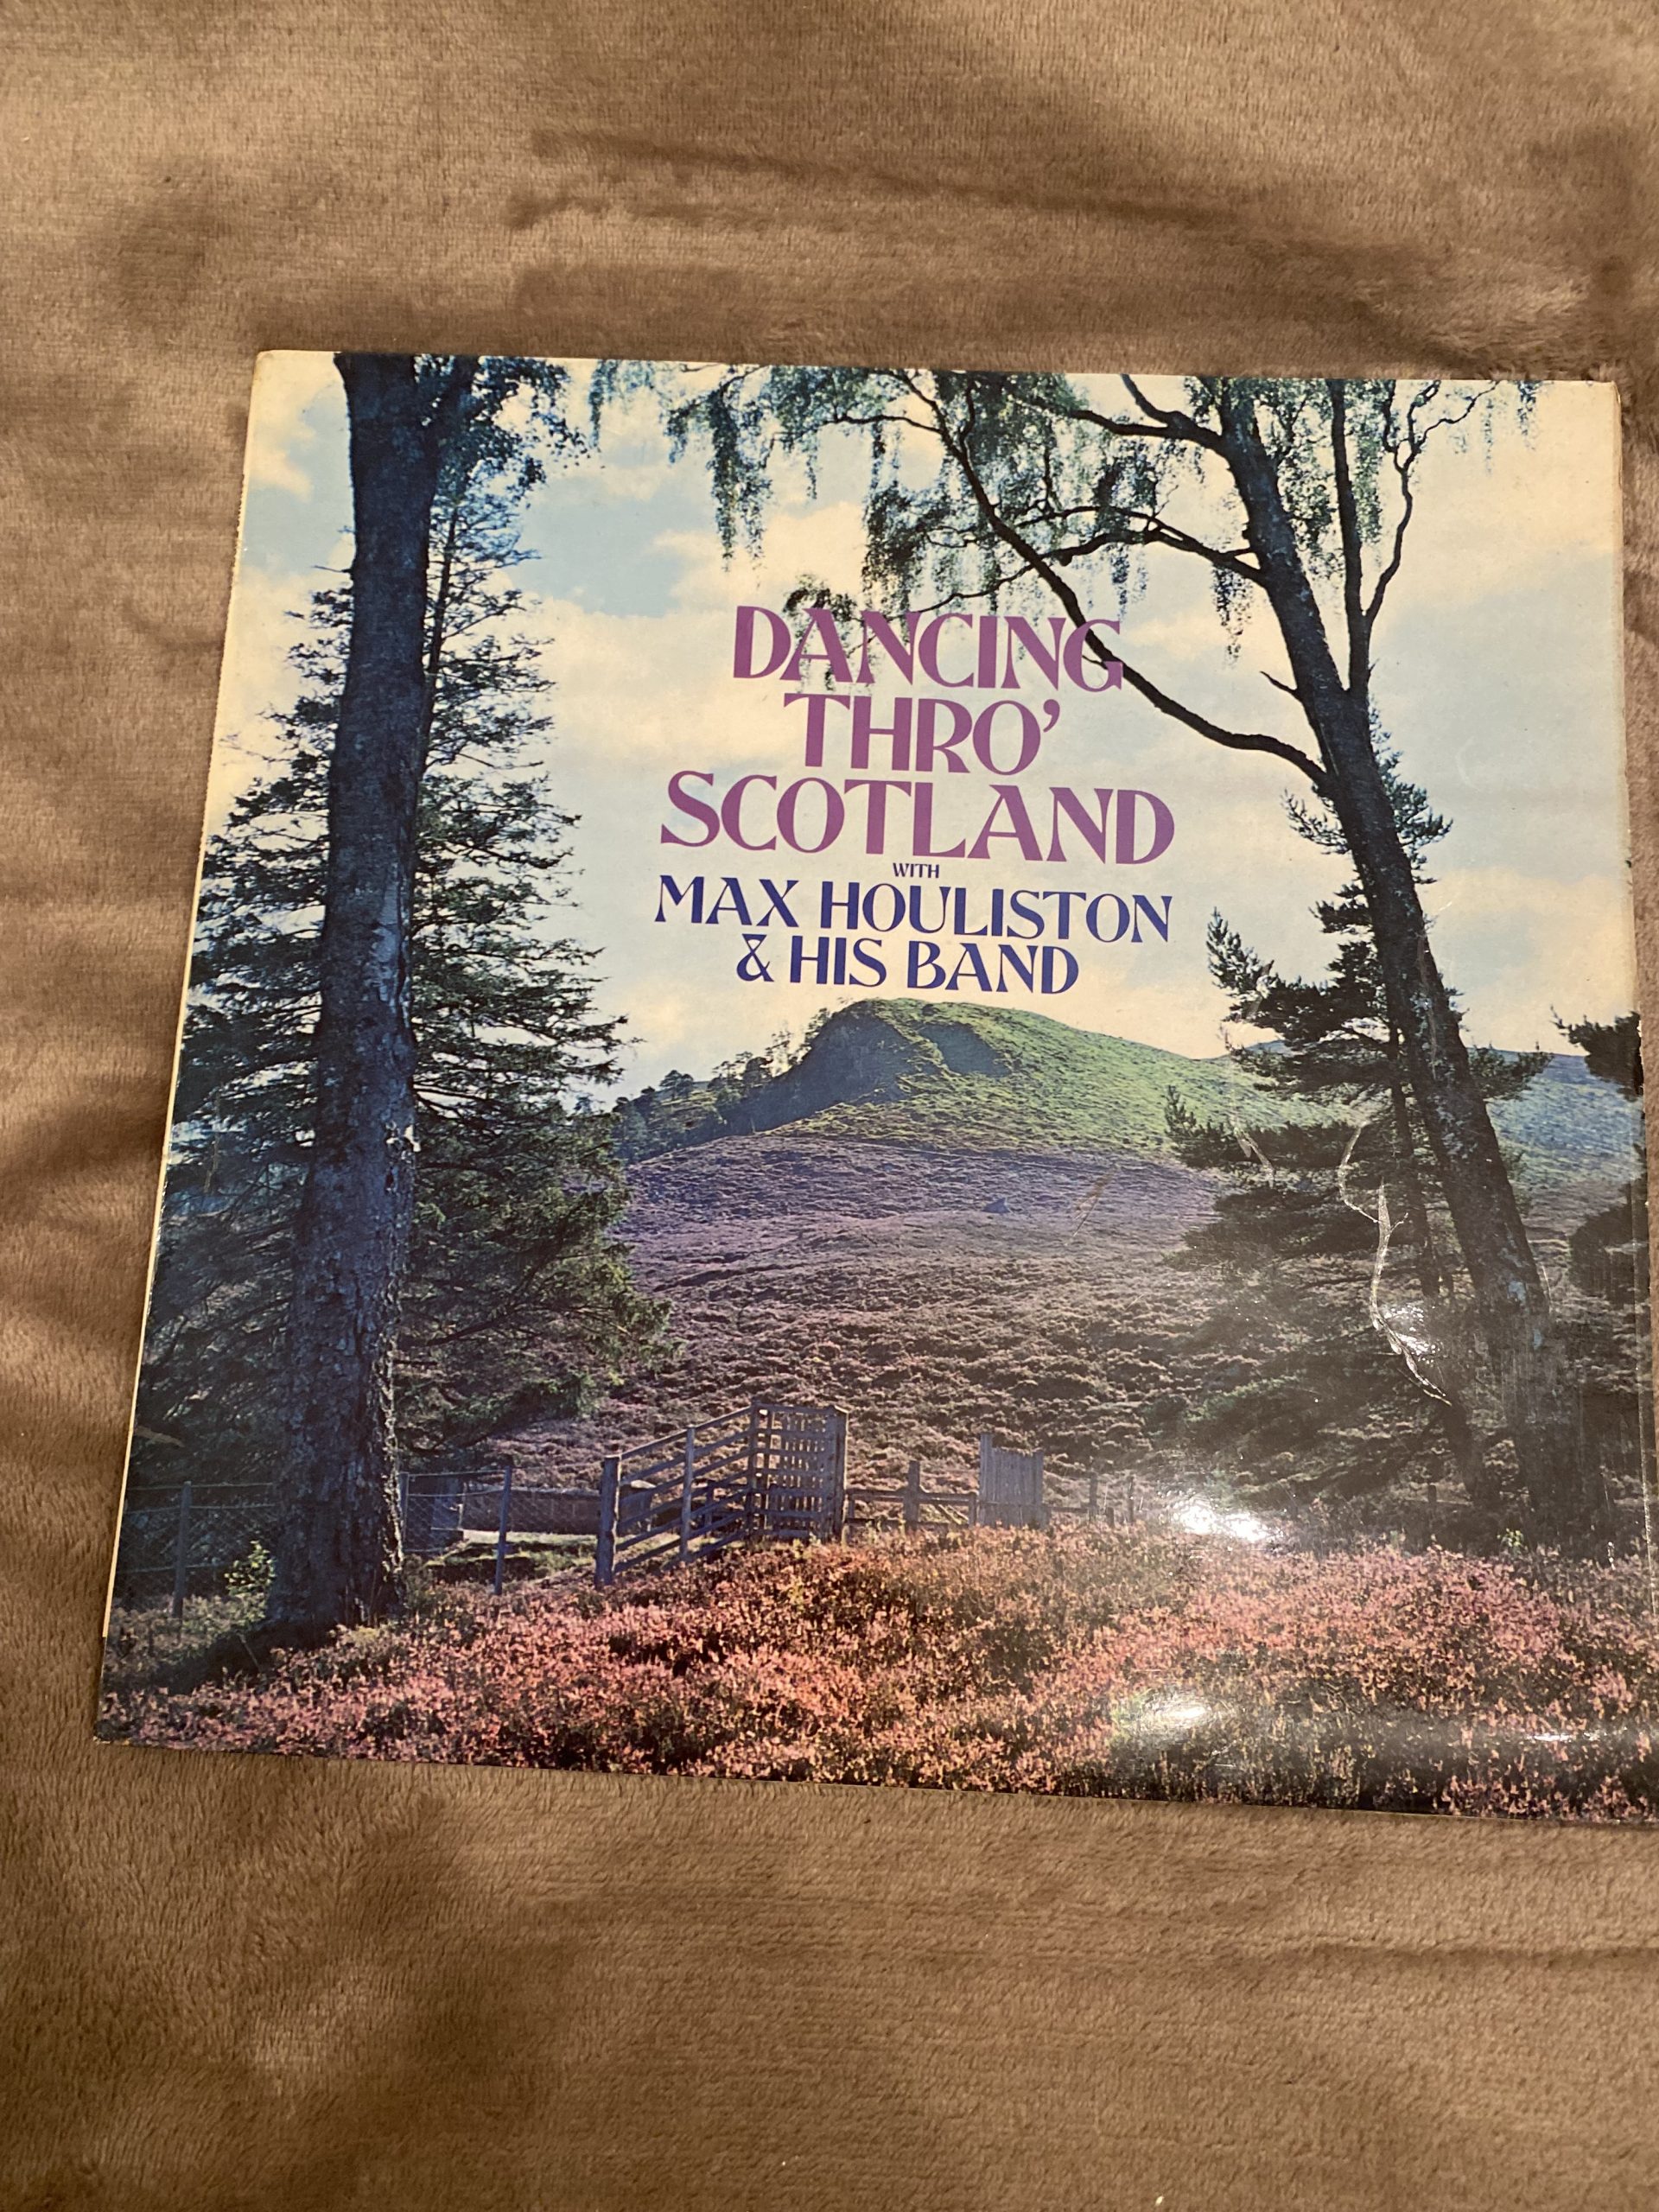 DANCING
THRO'
SCOTLAND
WITH
MAX HOULISTON
& HIS BAND